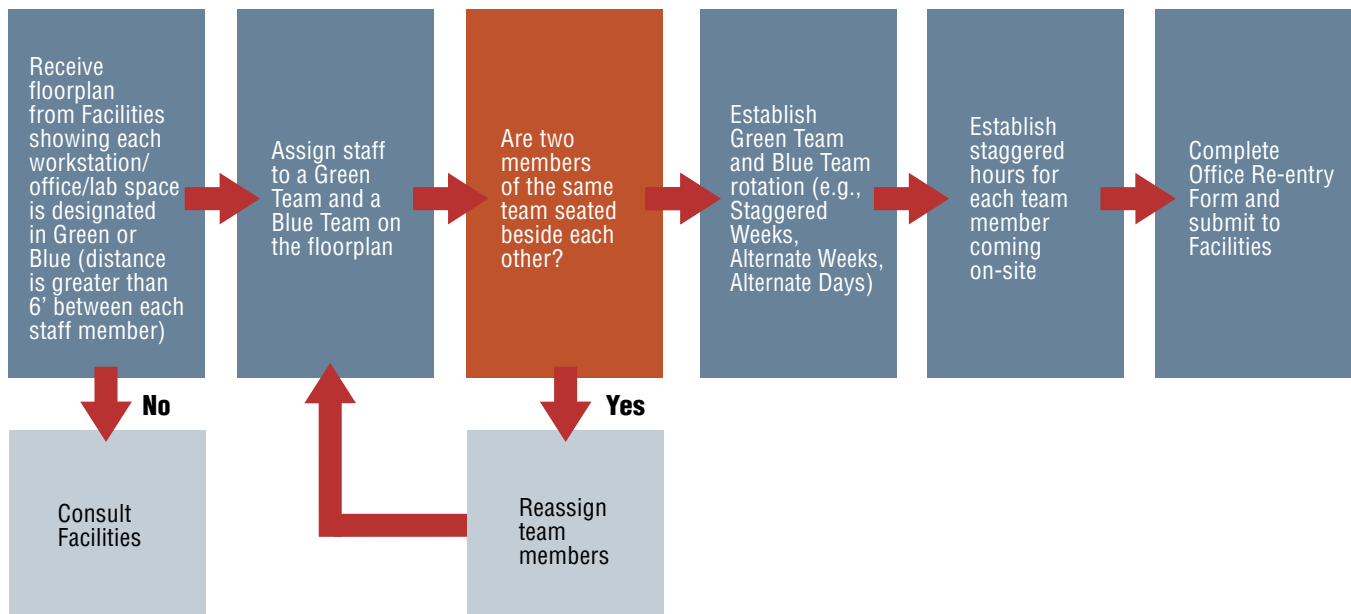 Receive
floorplan
from Facilities
showing each
workstation/
office/lab space
is designated
in Green or
Blue (distance
is greater than
6’ between each
staff member)
Assign staff
to a Green
Team and a
Blue Team on
the floorplan
Are two
members
of the same
team seated
beside each
other?
Establish
Green Team
and Blue Team
rotation (e.g.,
Staggered
Weeks,
Alternate Weeks,
Alternate Days)
Establish
staggered
hours for
each team
member
coming
on-site
Complete
Office Re-entry
Form and
submit to
Facilities
No
Yes
Consult
Facilities
Reassign
team
members